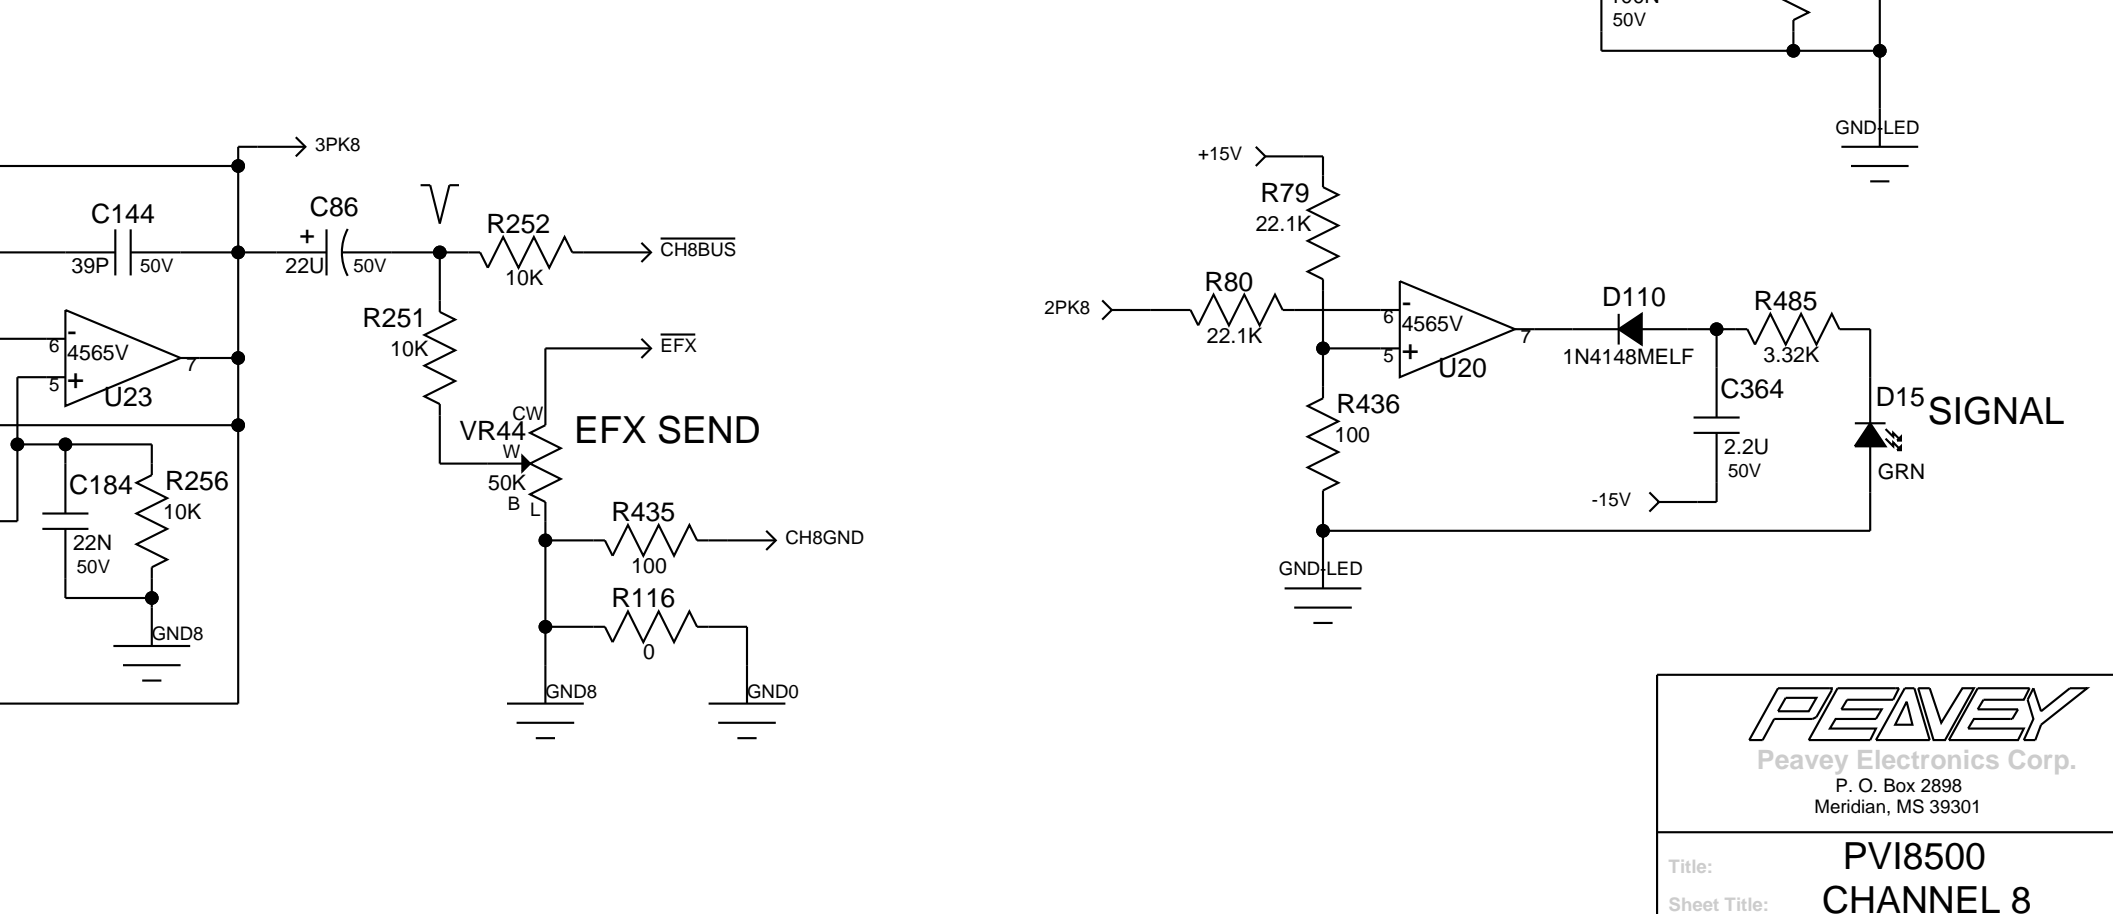 50V
GND-LED
3PK8
C144
39P
50V
C86
+
22U
50V
R252
10K
CH8BUS
R251
10K
EFX
-
6
4565V
5
+
7
U23
CW
VR44
W
50K
B
L
EFX SEND
C184
22N
50V
R256
10K
GND8
R435
100
CH8GND
R116
0
GND8
GND0
+15V
R79
22.1K
2PK8
R80
22.1K
-
6
4565V
5
+
7
U20
R436
100
D110
1N4148MELF
R485
3.32K
C364
2.2U
50V
-15V
D15
SIGNAL
GRN
GND-LED
PEAVEY
Peavey Electronics Corp.
P. O. Box 2898
Meridian, MS 39301
Title:
PVI8500
Sheet Title:
CHANNEL 8